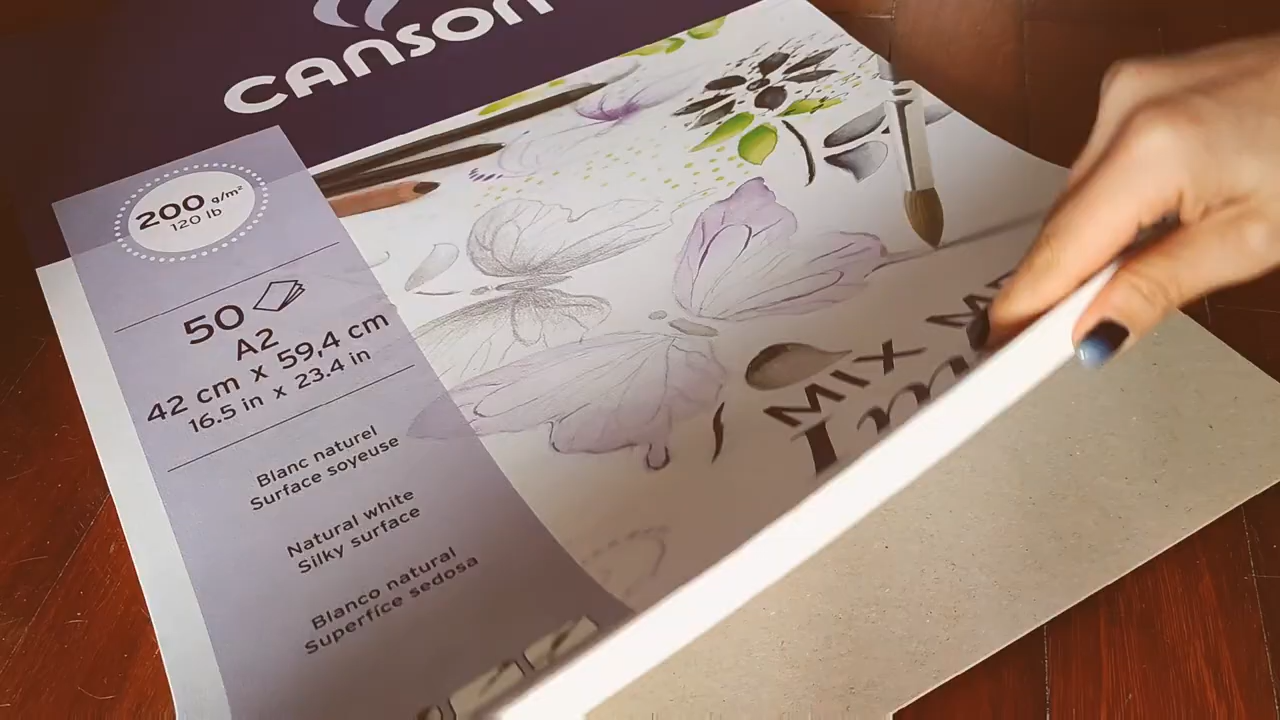 CANSON
200 g/m²
120 lb
50
A2
42 cm x 59,4 cm
16.5 in x 23.4 in
Blanc naturel
Surface soyeuse
Natural white
Silky surface
Blanco natural
Superfice sedosa
MIX